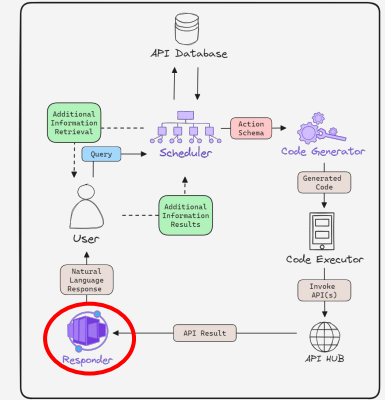 API Database
Additional
Information
Retrieval
Action
Schema
Query
Scheduler
Code Generator
Generated
Code
Additional
Information
Results
User
Code Executor
Natural
Language
Response
Invoke
API(s)
API Result
Responder
API HUB